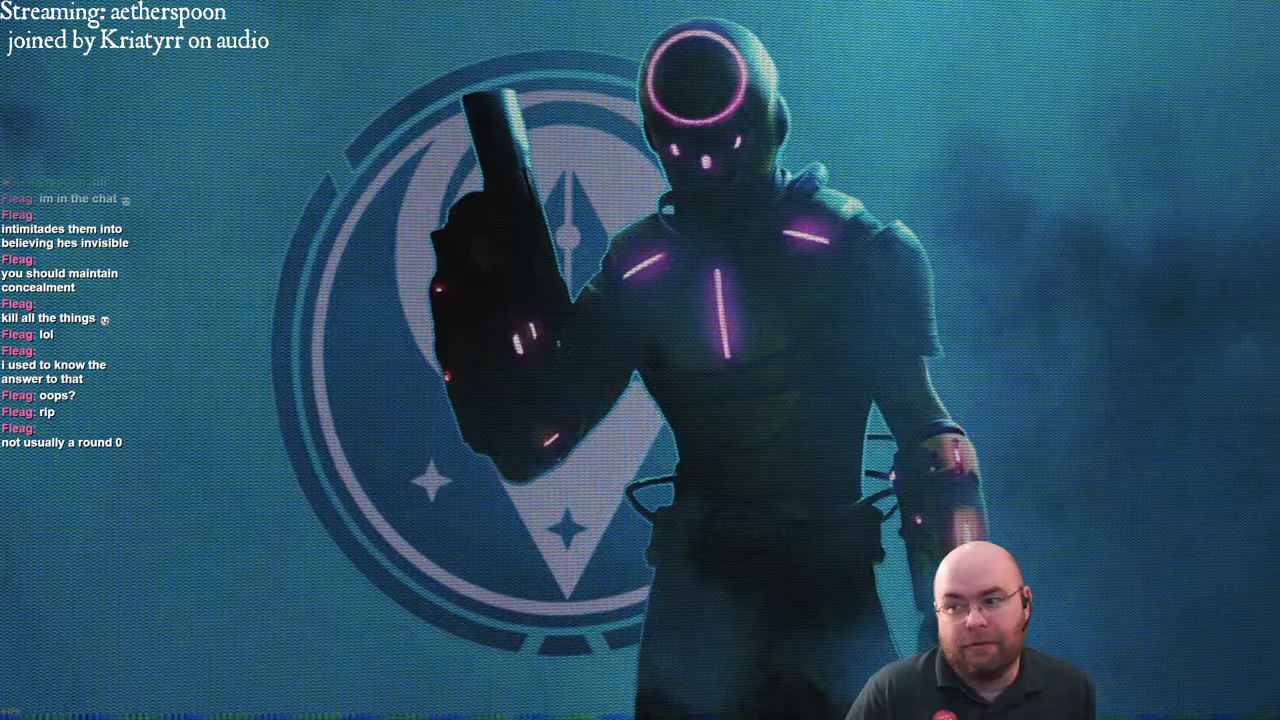 Streaming: aetherspoon
joined by Kriatyrr on audio
Fleag: im in the chat
Fleag:
intimitades them into
believing hes invisible
Fleag:
you should maintain
concealment
Fleag:
kill all the things
Fleag: lol
Fleag:
i used to know the
answer to that
Fleag: oops?
Fleag: rip
Fleag:
not usually a round 0